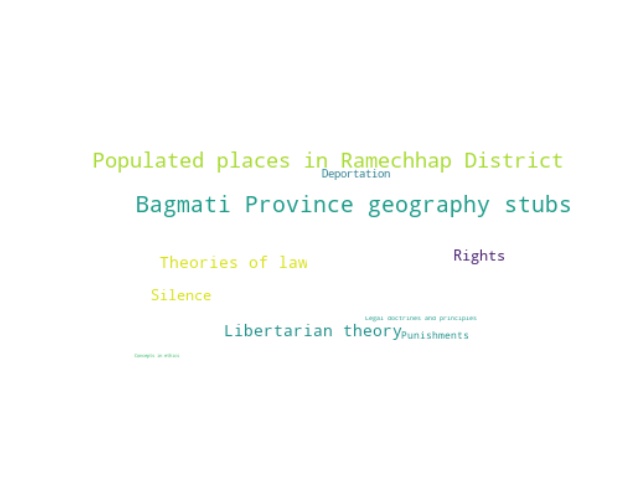 Populated places in Ramechhap District
Deportation
Bagmati Province geography stubs
Rights
Theories of law
Silence
Legal doctrines and principles
Libertarian theory
Punishments
Concepts in ethics